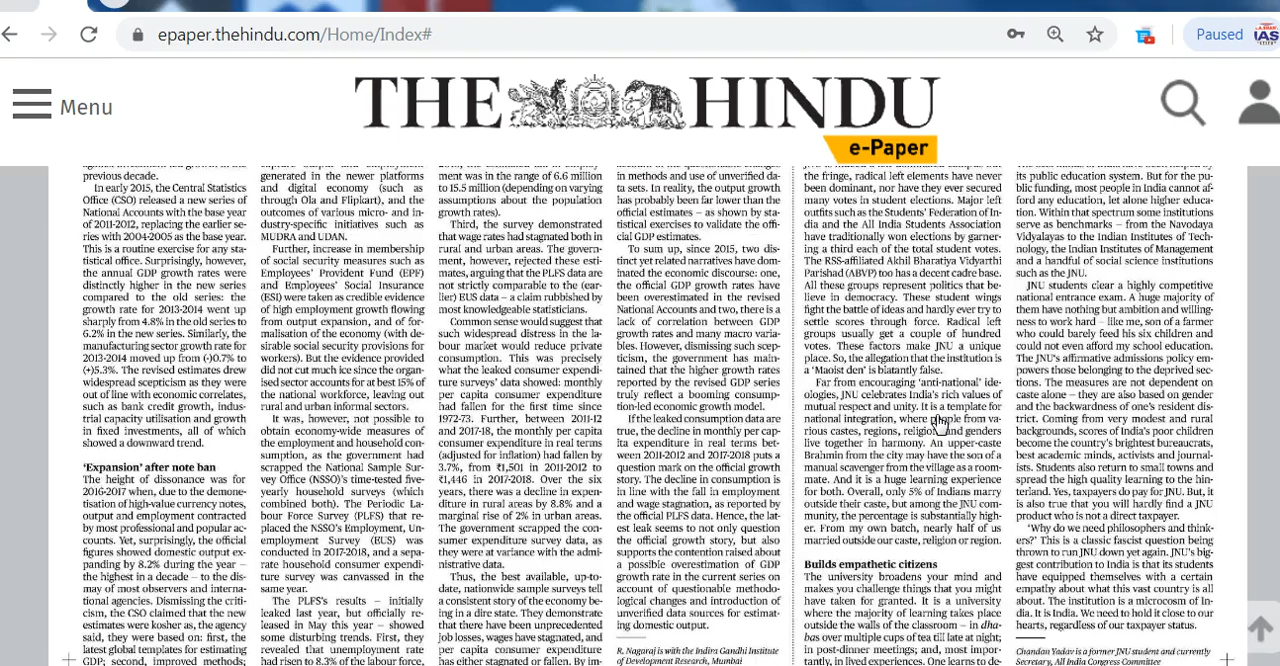 epaper.thehindu.com/Home/Index#
Paused
IAS
Menu
THE HINDU
e-Paper
previous decade.
In early 2015, the Central Statistics
Office (CSO) released a new series of
National Accounts with the base year
of 2011-2012, replacing the earlier se-
ries with 2004-2005 as the base year.
This is a routine exercise for any sta-
tistical office. Surprisingly, however,
the annual GDP growth rates were
distinctly higher in the new series
compared to the old series: the
growth rate for 2013-2014 went up
sharply from 4.8% in the old series to
6.2% in the new series. Similarly, the
manufacturing sector growth rate for
2013-2014 moved up from (-)0.7% to
(+)5.3%. The revised estimates drew
widespread scepticism as they were
out of line with economic correlates,
such as bank credit growth, indus-
trial capacity utilisation and growth
in fixed investments, all of which
showed a downward trend.
‘Expansion’ after note ban
The height of dissonance was for
2016-2017 when, due to the demone-
tisation of high-value currency notes,
output and employment contracted
by most professional and popular ac-
counts. Yet, surprisingly, the official
figures showed domestic output ex-
panding by 8.2% during the year –
the highest in a decade – to the dis-
may of most observers and interna-
tional agencies. Dismissing the criti-
cism, the CSO claimed that the new
estimates were kosher as, the agency
said, they were based on: first, the
latest global templates for estimating
GDP; second, improved methods;
generated in the newer platforms
and digital economy (such as
through Ola and Flipkart), and the
outcomes of various micro- and in-
dustry-specific initiatives such as
MUDRA and UDAN.
Further, increase in membership
of social security measures such as
Employees’ Provident Fund (EPF)
and Employees’ Social Insurance
(ESI) were taken as credible evidence
of high employment growth flowing
from output expansion, and of for-
malisation of the economy (with de-
sirable social security provisions for
workers). But the evidence provided
did not cut much ice since the organ-
ised sector accounts for at best 15% of
the national workforce, leaving out
rural and urban informal sectors.
It was, however, not possible to
obtain economy-wide measures of
the employment and household con-
sumption, as the government had
scrapped the National Sample Sur-
vey Office (NSSO)’s time-tested five-
yearly household surveys (which
combined both). The Periodic La-
bour Force Survey (PLFS) that re-
placed the NSSO’s Employment, Un-
employment Survey (EUS) was
conducted in 2017-2018, and a sepa-
rate household consumer expendi-
ture survey was canvassed in the
same year.
The PLFS’s results – initially
leaked last year, but officially re-
leased in May this year – showed
some disturbing trends. First, they
revealed that unemployment rate
had risen to 8.3% of the labour force,
ment was in the range of 6.6 million
to 15.5 million (depending on varying
assumptions about the population
growth rates).
Third, the survey demonstrated
that wage rates had stagnated both in
rural and urban areas. The govern-
ment, however, rejected these esti-
mates, arguing that the PLFS data are
not strictly comparable to the (ear-
lier) EUS data – a claim rubbished by
most knowledgeable statisticians.
Common sense would suggest that
such widespread distress in the la-
bour market would reduce private
consumption. This was precisely
what the leaked consumer expendi-
ture surveys’ data showed: monthly
per capita consumer expenditure
had fallen for the first time since
1972-73. Further, between 2011-12
and 2017-18, the monthly per capita
consumer expenditure in real terms
(adjusted for inflation) had fallen by
3.7%, from ₹1,501 in 2011-2012 to
₹1,446 in 2017-2018. Over the six
years, there was a decline in expen-
diture in rural areas by 8.8% and a
marginal rise of 2% in urban areas.
The government scrapped the con-
sumer expenditure survey data, as
they were at variance with the admi-
nistrative data.
Thus, the best available, up-to-
date, nationwide sample surveys tell
a consistent story of the economy be-
ing in a dire state. They demonstrate
that there have been unprecedented
job losses, wages have stagnated, and
consumer expenditure in real terms
has either stagnated or fallen. By im-
in methods and use of unverified da-
ta sets. In reality, the output growth
has probably been far lower than the
official estimates – as shown by sta-
tistical exercises to validate the offi-
cial GDP estimates.
To sum up, since 2015, two dis-
tinct yet related narratives have dom-
inated the economic discourse: one,
the official GDP growth rates have
been overestimated in the revised
National Accounts and two, there is a
lack of correlation between GDP
growth rates and many macro varia-
bles. However, dismissing such scep-
ticism, the government has main-
tained that the higher growth rates
reported by the revised GDP series
truly reflect a booming consump-
tion-led economic growth model.
If the leaked consumption data are
true, the decline in monthly per cap-
ita expenditure in real terms bet-
ween 2011-2012 and 2017-2018 puts a
question mark on the official growth
story. The decline in consumption is
in line with the fall in employment
and wage stagnation, as reported by
the official PLFS data. Hence, the lat-
est leak seems to not only question
the official growth story, but also
supports the contention raised about
a possible overestimation of GDP
growth rate in the current series on
account of questionable methodo-
logical changes and introduction of
unverified data sources for estimat-
ing domestic output.
R. Nagaraj is with the Indira Gandhi Institute
of Development Research, Mumbai
the fringe, radical left elements have never
been dominant, nor have they ever secured
many votes in student elections. Major left
outfits such as the Students’ Federation of In-
dia and the All India Students Association
have traditionally won elections by garner-
ing a third each of the total student votes.
The RSS-affiliated Akhil Bharatiya Vidyarthi
Parishad (ABVP) too has a decent cadre base.
All these groups represent politics that be-
lieve in democracy. These student wings
fight the battle of ideas and hardly ever try to
settle scores through force. Radical left
groups usually get a couple of hundred
votes. These factors make JNU a unique
place. So, the allegation that the institution is
a ‘Maoist den’ is blatantly false.
Far from encouraging ‘anti-national’ ide-
ologies, JNU celebrates India’s rich values of
mutual respect and unity. It is a template for
national integration, where people from va-
rious castes, regions, religions and genders
live together in harmony. An upper-caste
Brahmin from the city may have the son of a
manual scavenger from the village as a room-
mate. And it is a huge learning experience
for both. Overall, only 5% of Indians marry
outside their caste, but among the JNU com-
munity, the percentage is substantially high-
er. From my own batch, nearly half of us
married outside our caste, religion or region.
Builds empathetic citizens
The university broadens your mind and
makes you challenge things that you might
have taken for granted. It is a university
where the majority of learning takes place
outside the walls of the classroom – in dha-
bas over multiple cups of tea till late at night;
in post-dinner meetings; and, most impor-
tantly, in lived experiences. One learns to de-
its public education system. But for the pu-
blic funding, most people in India cannot af-
ford any education, let alone higher educa-
tion. Within that spectrum some institutions
serve as benchmarks – from the Navodaya
Vidyalayas to the Indian Institutes of Tech-
nology, the Indian Institutes of Management
and a handful of social science institutions
such as the JNU.
JNU students clear a highly competitive
national entrance exam. A huge majority of
them have nothing but ambition and willing-
ness to work hard – like me, son of a farmer
who could barely feed his six children and
could not even afford my school education.
The JNU’s affirmative admissions policy em-
powers those belonging to the deprived sec-
tions. The measures are not dependent on
caste alone – they are also based on gender
and the backwardness of one’s resident dis-
trict. Coming from very modest and rural
backgrounds, scores of India’s poor children
become the country’s brightest bureaucrats,
best academic minds, activists and journal-
ists. Students also return to small towns and
spread the high quality learning to the hin-
terland. Yes, taxpayers do pay for JNU. But, it
is also true that you will hardly find a JNU
product who is not a direct taxpayer.
‘Why do we need philosophers and think-
ers?’ This is a classic fascist question being
thrown to run JNU down yet again. JNU’s big-
gest contribution to India is that its students
have equipped themselves with a certain
empathy about what this vast country is all
about. The institution is a microcosm of In-
dia. It is India. We need to hold it close to our
hearts, regardless of our taxpayer status.
Chandan Yadav is a former JNU student and currently
Secretary, All India Congress Committee